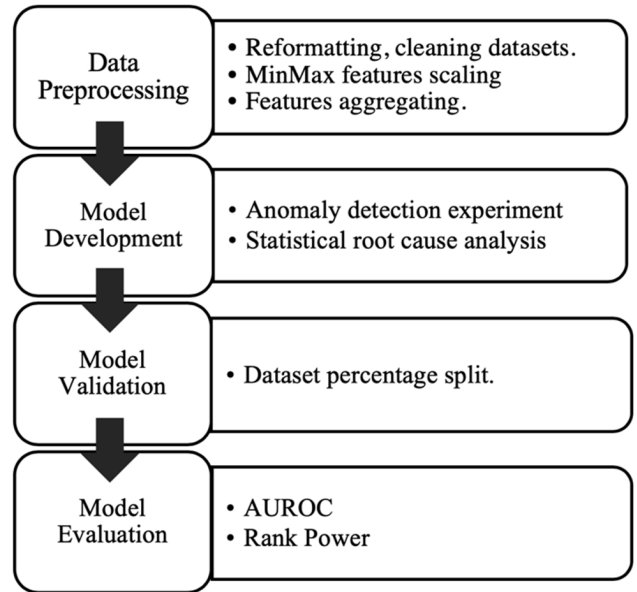 Data
Preprocessing
• Reformatting, cleaning datasets.
• MinMax features scaling
• Features aggregating.
Model
Development
• Anomaly detection experiment
• Statistical root cause analysis
Model
Validation
• Dataset percentage split.
Model
Evaluation
• AUROC
• Rank Power